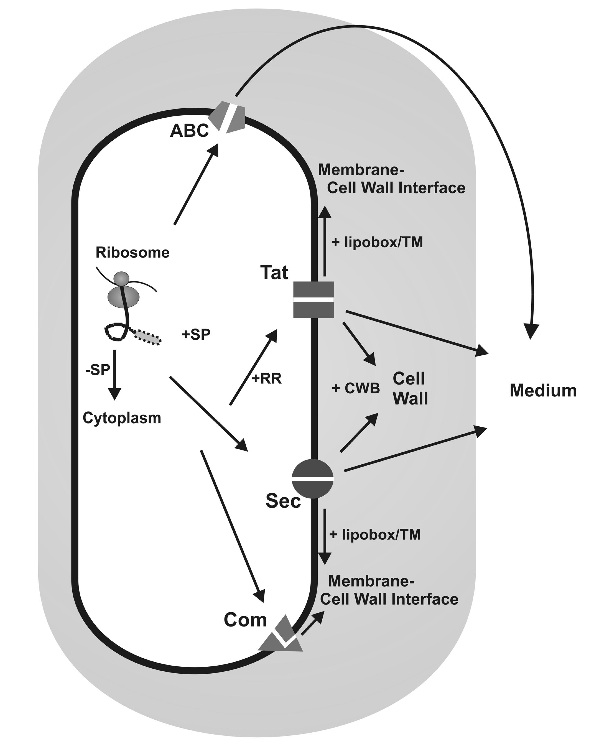 ABC
Membrane-
Cell Wall Interface
+ lipobox/TM
Ribosome
Tat
+SP
-SP
+RR
+ CWB
Cell
Wall
Medium
Cytoplasm
Sec
+ lipobox/TM
Membrane-
Cell Wall Interface
Com